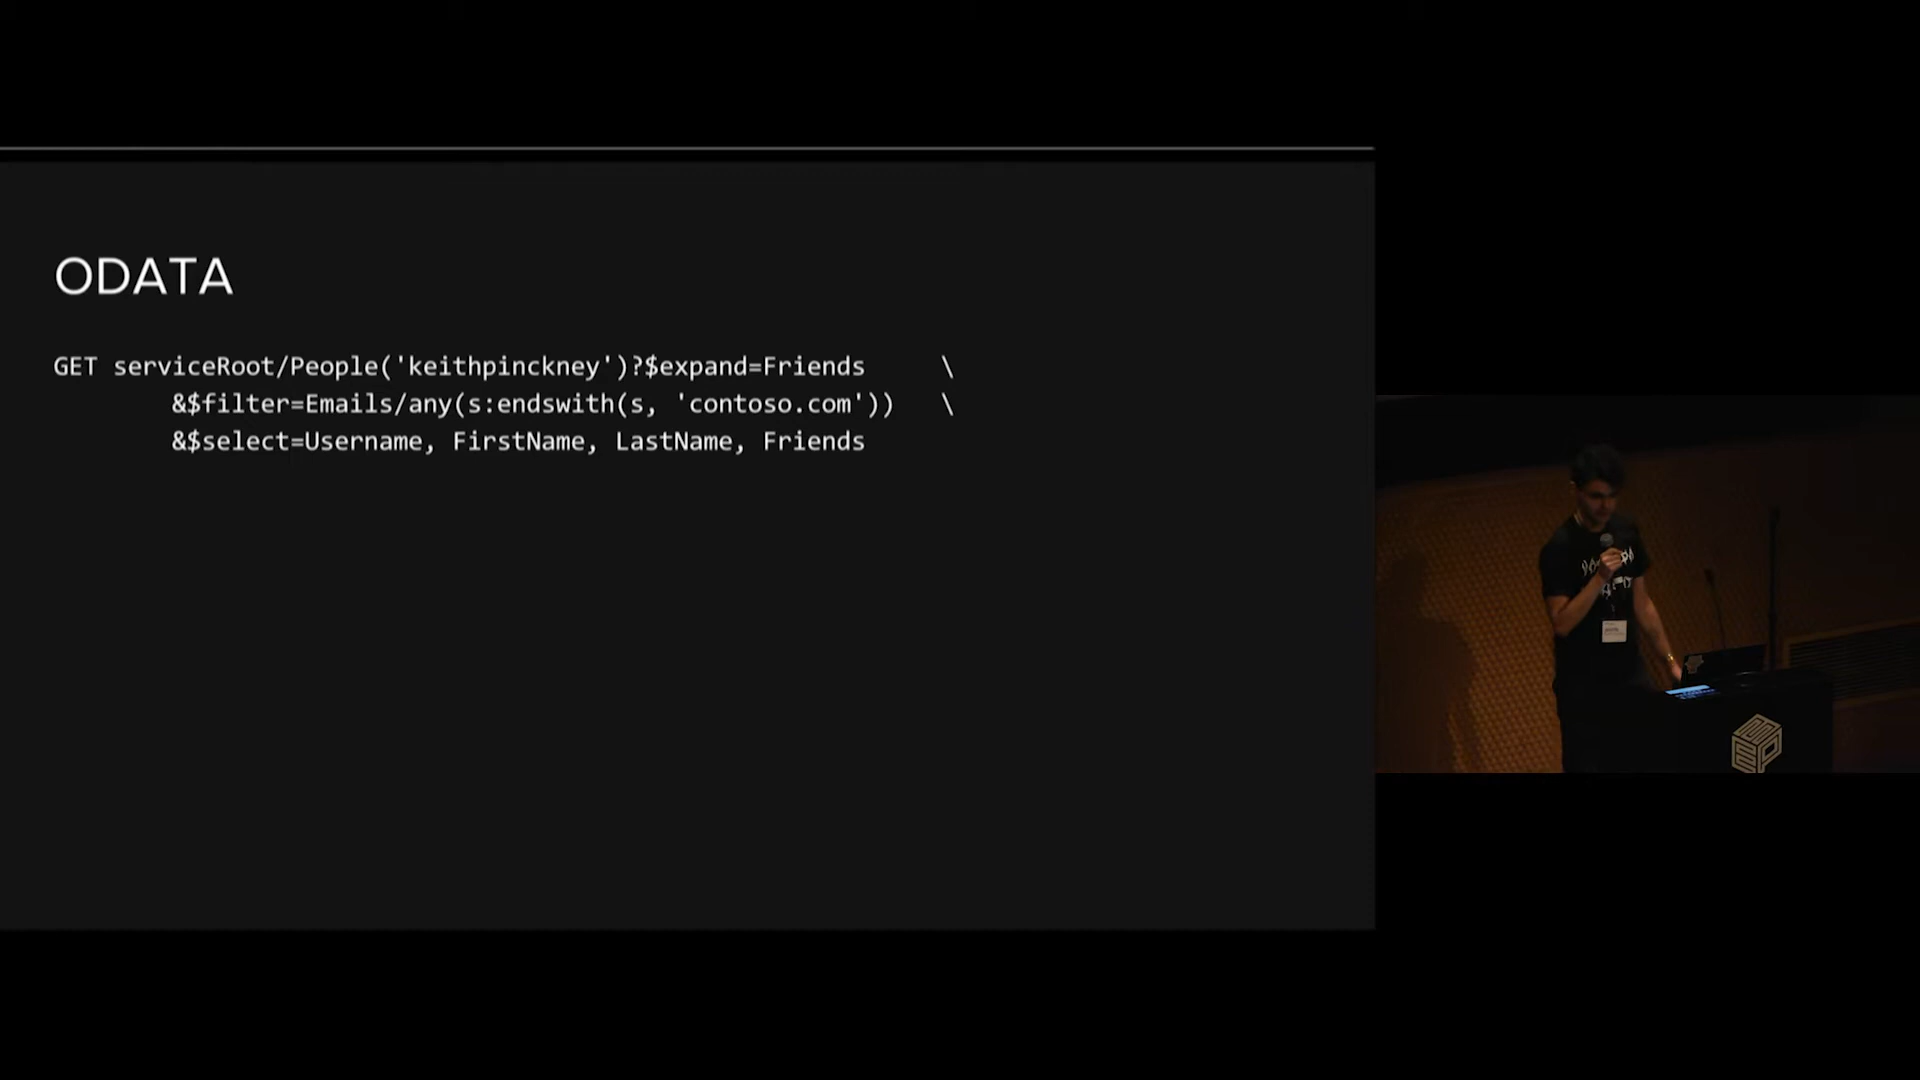 ODATA
GET serviceRoot/People('keithpinckney')?$expand=Friends \
&$filter=Emails/any(s:endswith(s, 'contoso.com')) \
&$select=Username, FirstName, LastName, Friends